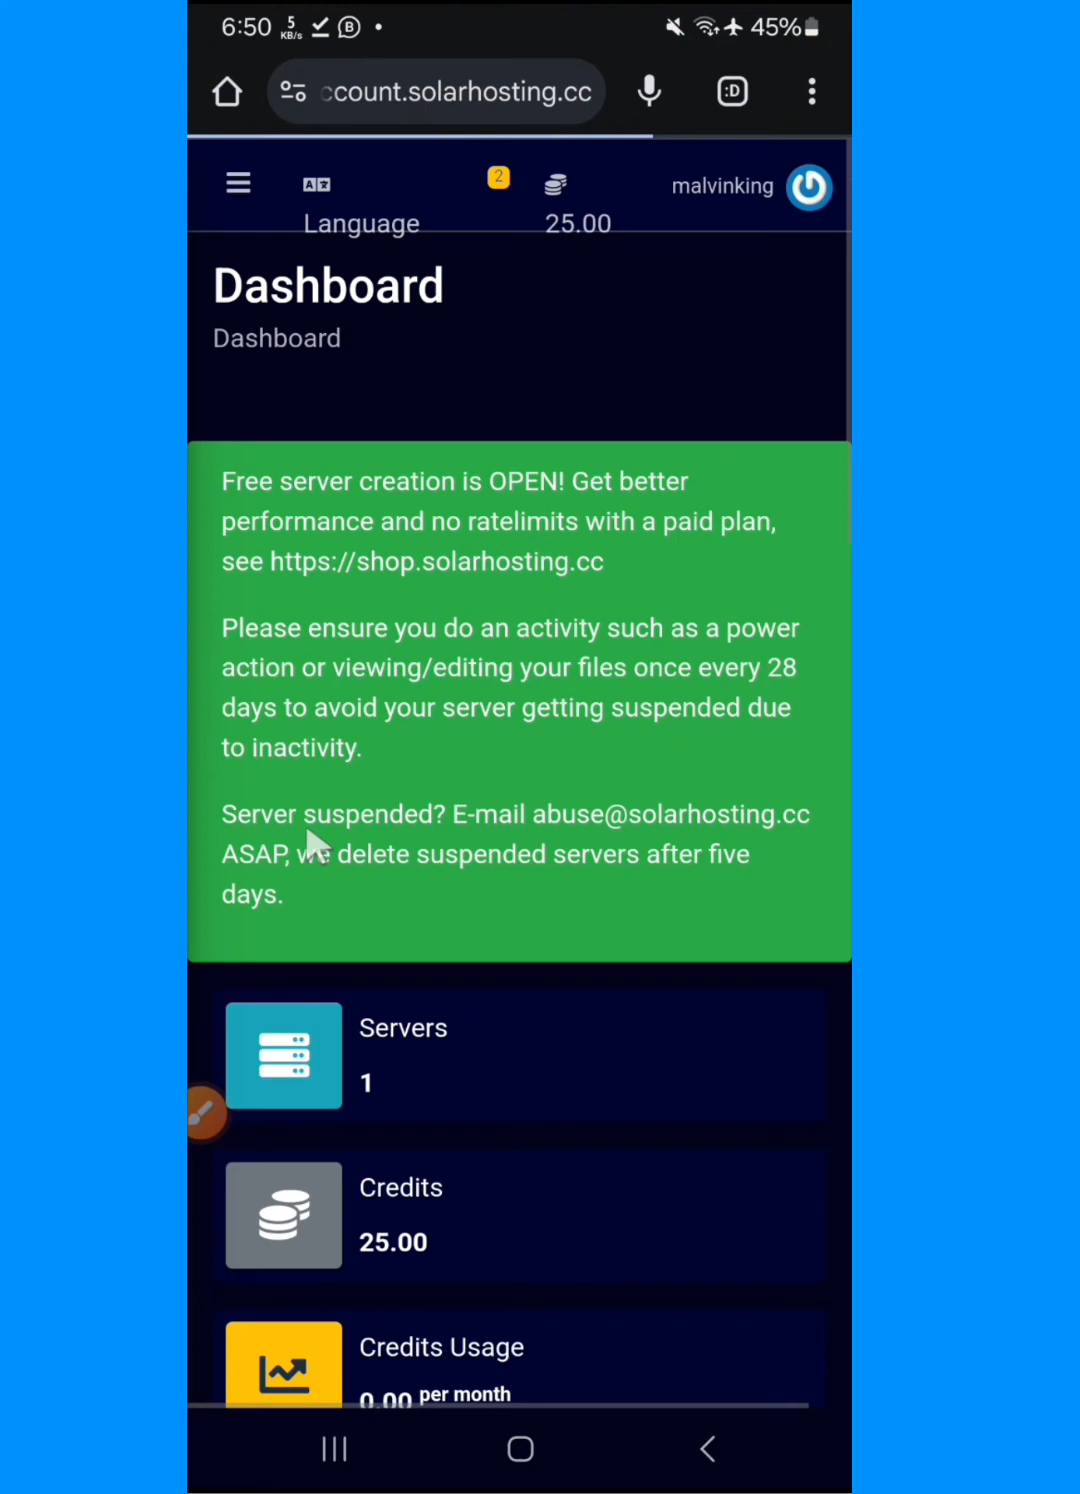 6:50 5 KB/s B 45%
ccount.solarhosting.cc :D
2 malvinking
Language 25.00
Dashboard
Dashboard
Free server creation is OPEN! Get better
performance and no ratelimits with a paid plan,
see https://shop.solarhosting.cc
Please ensure you do an activity such as a power
action or viewing/editing your files once every 28
days to avoid your server getting suspended due
to inactivity.
Server suspended? E-mail abuse@solarhosting.cc
ASAP, we delete suspended servers after five
days.
Servers
1
Credits
25.00
Credits Usage
0.00 per month